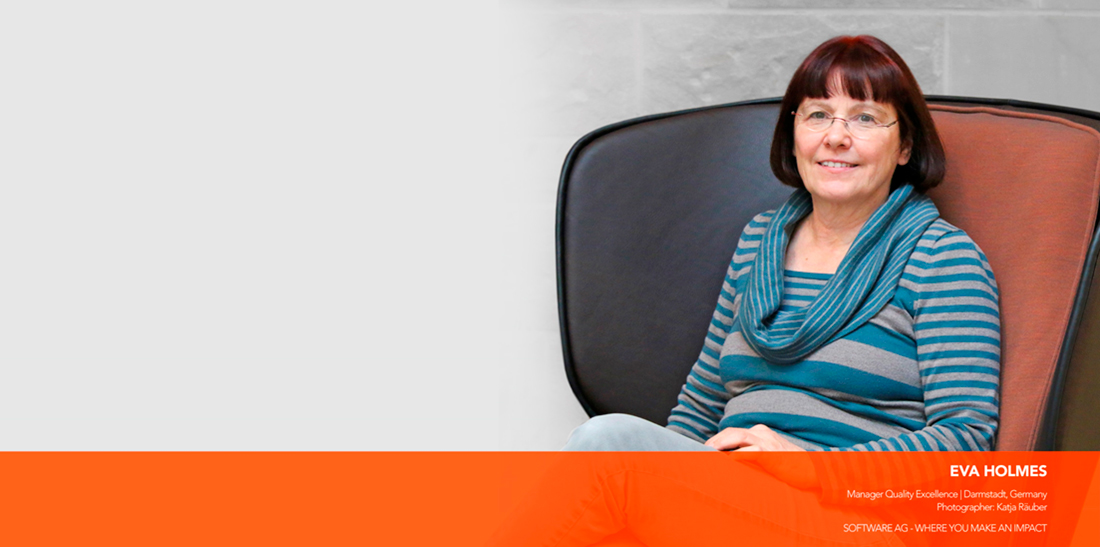 EVA HOLMES
Manager Quality Excellence | Darmstadt, Germany
Photographer: Katja Räuber
SOFTWARE AG - WHERE YOU MAKE AN IMPACT